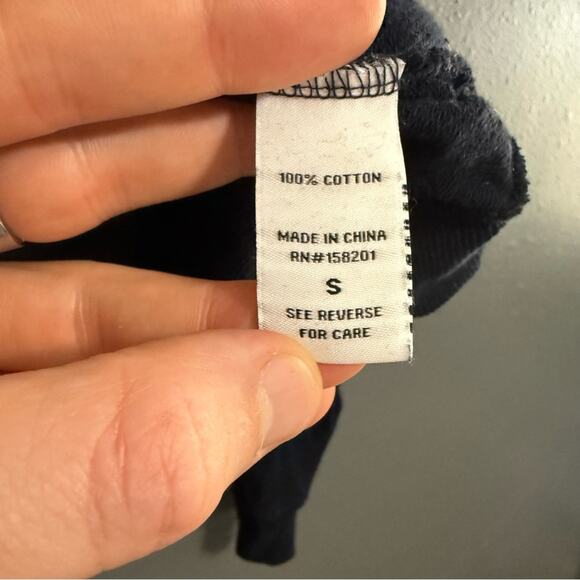 100% COTTON
MADE IN CHINA
RN#158201
S
SEE REVERSE
FOR CARE